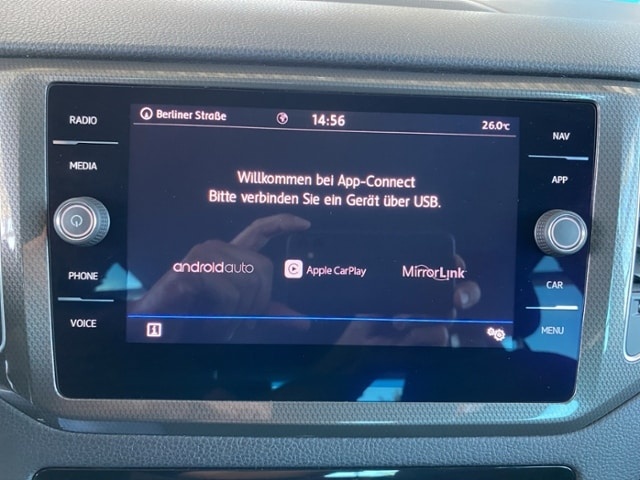 RADIO
MEDIA
PHONE
VOICE
Berliner Straße
14:56
26.0°C
Willkommen bei App-Connect
Bitte verbinden Sie ein Gerät über USB.
androidauto
Apple CarPlay
MirrorLink
NAV
APP
CAR
MENU